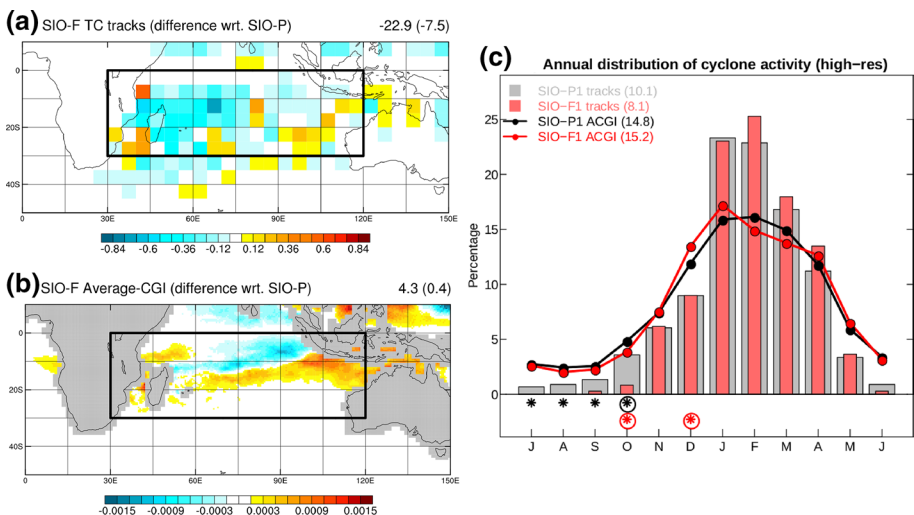 (a) SIO-F TC tracks (difference wrt. SIO-P) -22.9 (-7.5)
0
20S
40S
0 30E 60E 90E 120E 150E
-0.84 -0.6 -0.36 -0.12 0.12 0.36 0.6 0.84
(b) SIO-F Average-CGI (difference wrt. SIO-P) 4.3 (0.4)
0
20S
40S
0 30E 60E 90E 120E 150E
-0.0015 -0.0009 -0.0003 0.0003 0.0009 0.0015
(c) Annual distribution of cyclone activity (high-res)
SIO-P1 tracks (10.1)
SIO-F1 tracks (8.1)
SIO-P1 ACGI (14.8)
SIO-F1 ACGI (15.2)
Percentage
25
20
15
10
5
0
* * * * 
* *
J A S O N D J F M A M J